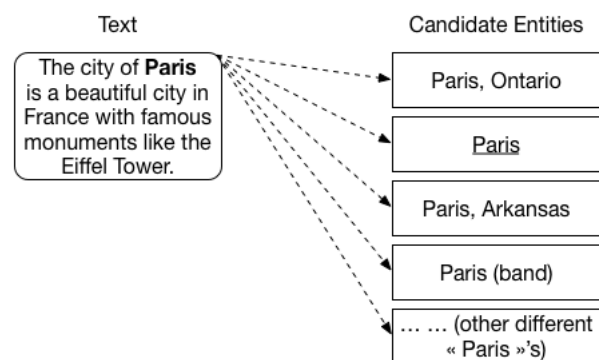 Text
The city of Paris
is a beautiful city in
France with famous
monuments like the
Eiffel Tower.
Candidate Entities
Paris, Ontario
Paris
Paris, Arkansas
Paris (band)
... ... (other different
« Paris »'s)